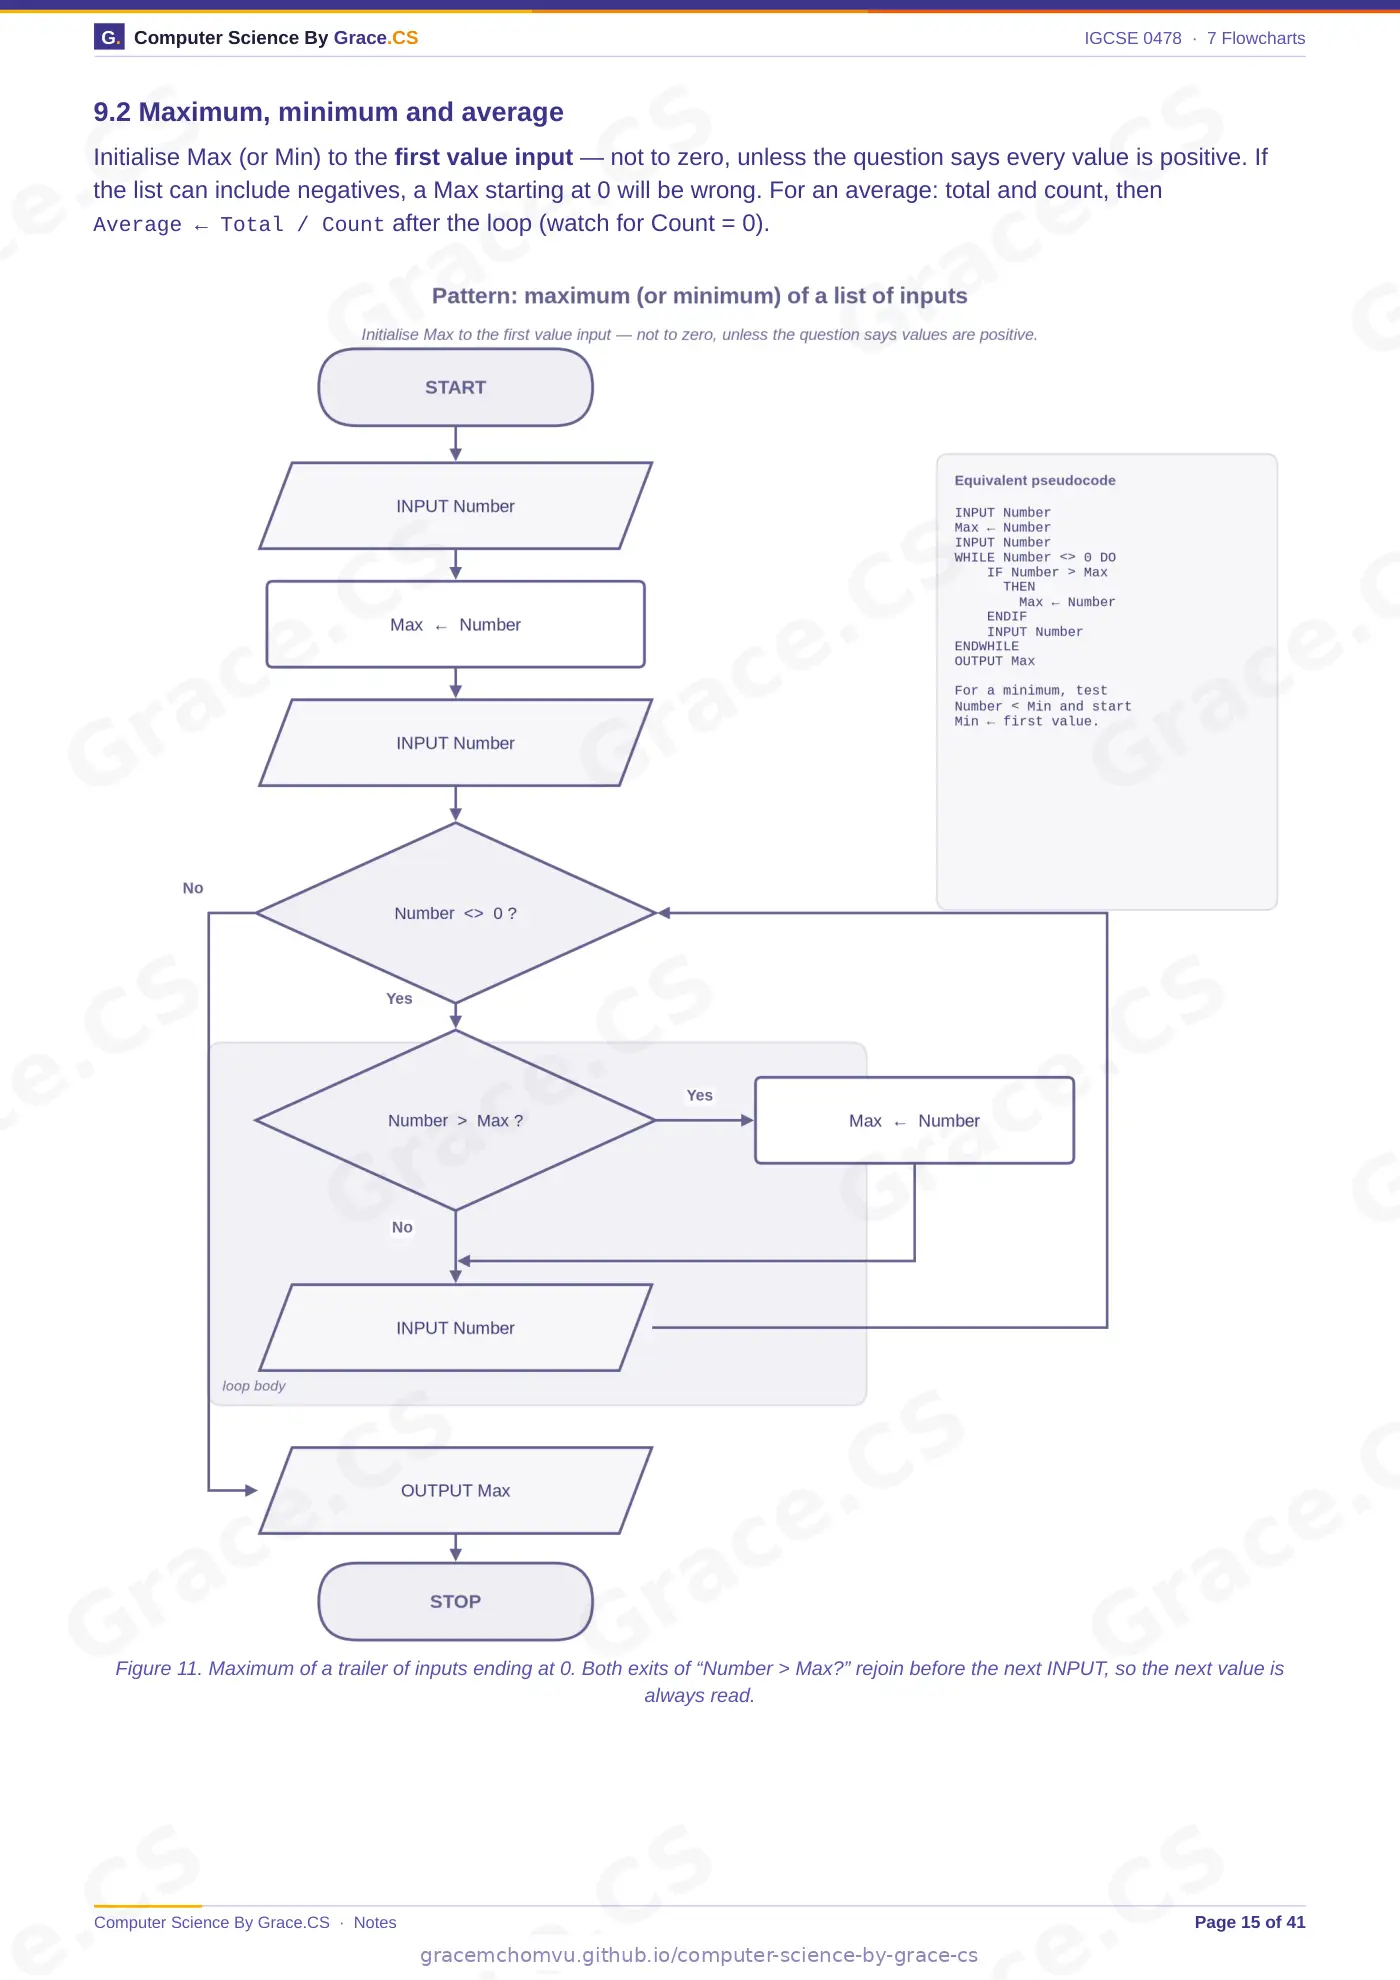 G. Computer Science By Grace.CS
IGCSE 0478 · 7 Flowcharts
9.2 Maximum, minimum and average
Initialise Max (or Min) to the first value input — not to zero, unless the question says every value is positive. If
the list can include negatives, a Max starting at 0 will be wrong. For an average: total and count, then
Average ← Total / Count after the loop (watch for Count = 0).
Pattern: maximum (or minimum) of a list of inputs
Initialise Max to the first value input — not to zero, unless the question says values are positive.
START
INPUT Number
Max ← Number
INPUT Number
Number <> 0 ?
No
Yes
Number > Max ?
Yes
Max ← Number
No
INPUT Number
loop body
OUTPUT Max
STOP
Equivalent pseudocode
INPUT Number
Max ← Number
INPUT Number
WHILE Number <> 0 DO
    IF Number > Max
      THEN
        Max ← Number
    ENDIF
    INPUT Number
ENDWHILE
OUTPUT Max
For a minimum, test
Number < Min and start
Min ← first value.
Figure 11. Maximum of a trailer of inputs ending at 0. Both exits of “Number > Max?” rejoin before the next INPUT, so the next value is
always read.
Computer Science By Grace.CS · Notes
Page 15 of 41
gracemchomvu.github.io/computer-science-by-grace-cs